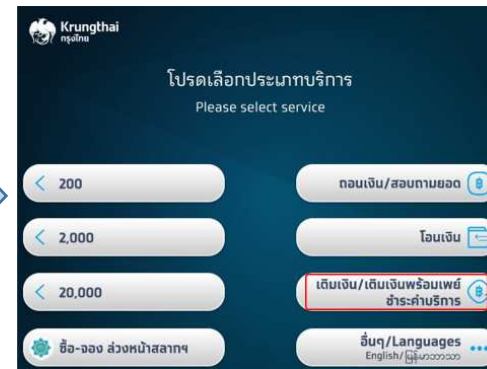 Krungthai
กรุงไทย
โปรดเลือกประเภทบริการ
Please select service
200
ถอนเงิน/สอบถามยอด
2,000
โอนเงิน
20,000
เติมเงิน/เติมเงินพร้อมเพย์
ชำระค่าบริการ
ซื้อ-จอง ล่วงหน้าสลากฯ
อื่นๆ/Languages
English/မြန်မာဘာသာ